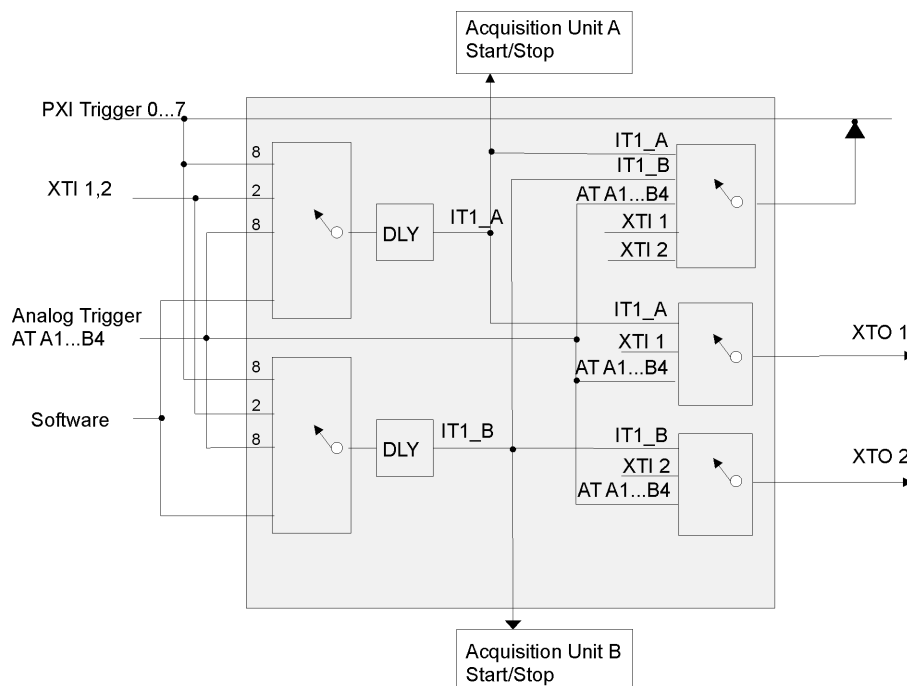 Acquisition Unit A
Start/Stop
PXI Trigger 0...7
XTI 1,2
Analog Trigger
AT A1...B4
Software
8
2
8
DLY
IT1_A
8
2
8
DLY
IT1_B
IT1_A
IT1_B
AT A1...B4
XTI 1
XTI 2
IT1_A
XTI 1
AT A1...B4
XTO 1
IT1_B
XTI 2
AT A1...B4
XTO 2
Acquisition Unit B
Start/Stop